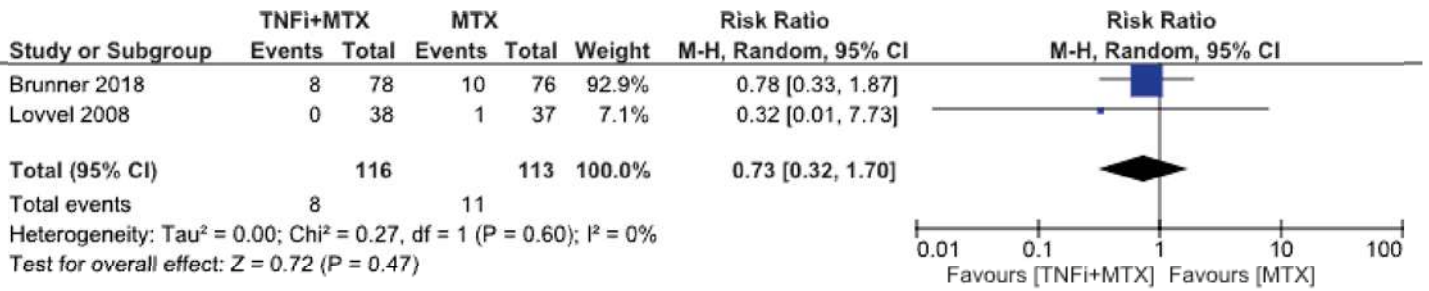 TNFi+MTX MTX Risk Ratio Risk Ratio
Study or Subgroup Events Total Events Total Weight M-H, Random, 95% CI M-H, Random, 95% CI
Brunner 2018 8 78 10 76 92.9% 0.78 [0.33, 1.87]
Lovvel 2008 0 38 1 37 7.1% 0.32 [0.01, 7.73]
Total (95% CI) 116 113 100.0% 0.73 [0.32, 1.70]
Total events 8 11
Heterogeneity: Tau² = 0.00; Chi² = 0.27, df = 1 (P = 0.60); I² = 0%
Test for overall effect: Z = 0.72 (P = 0.47)
0.01 0.1 1 10 100
Favours [TNFi+MTX] Favours [MTX]